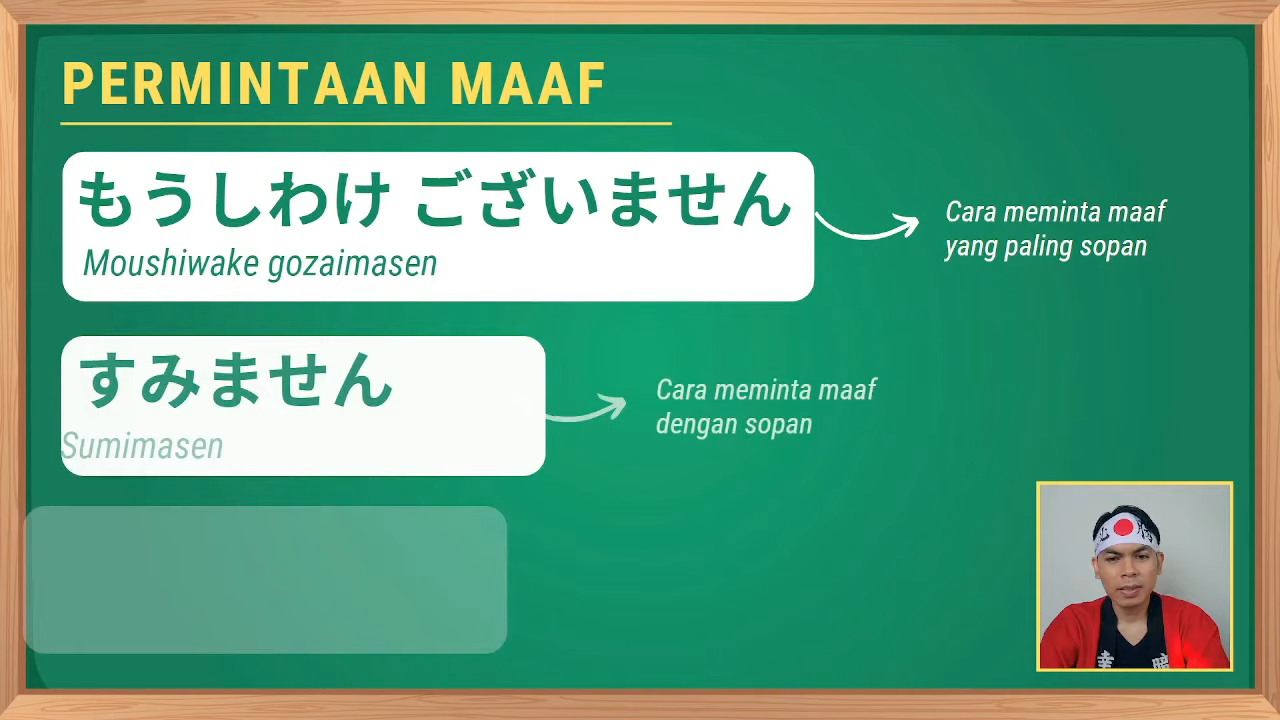 PERMINTAAN MAAF
もうしわけ ございません
Moushiwake gozaimasen
Cara meminta maaf
yang paling sopan
すみません
Sumimasen
Cara meminta maaf
dengan sopan